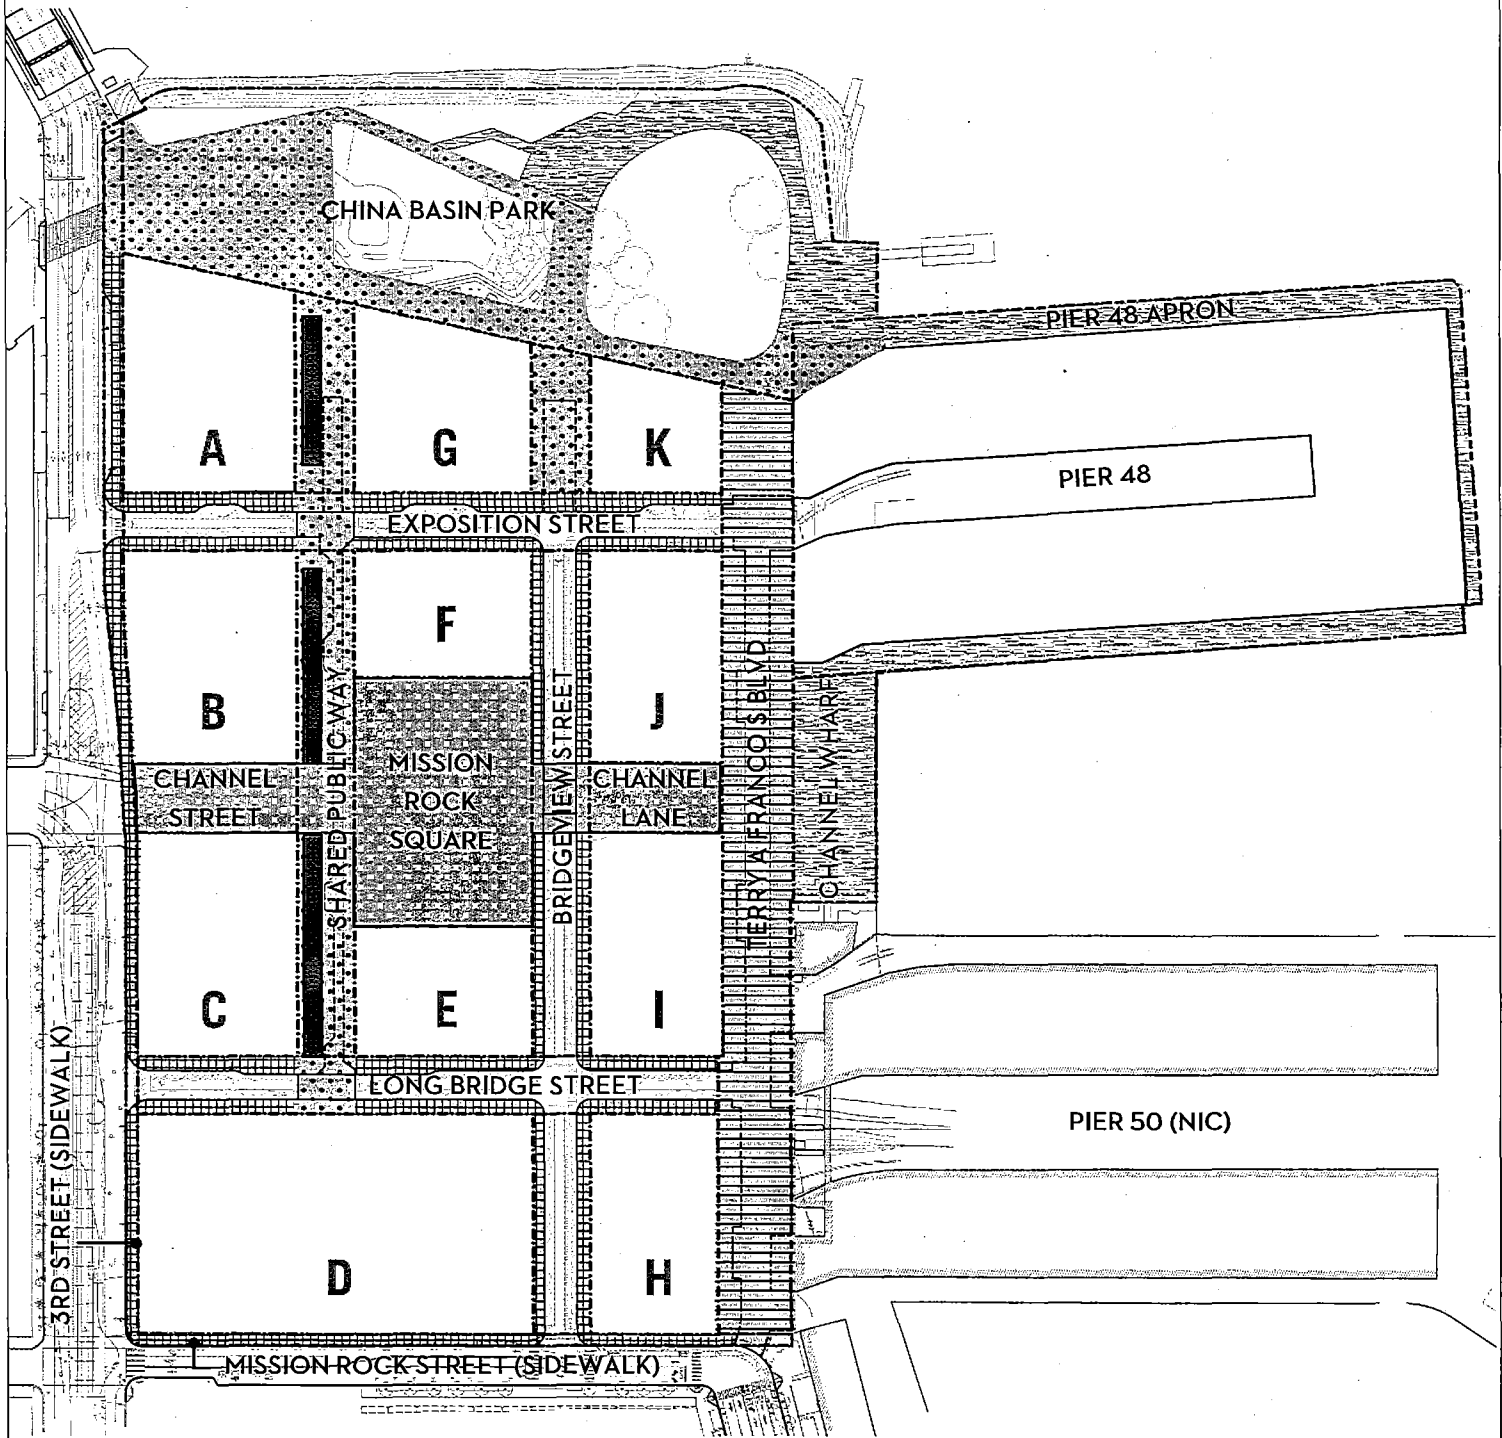 CHINA BASIN PARK
PIER 48 APRON
A
G
K
PIER 48
EXPOSITION STREET
F
B
J
SHARED PUBLIC WAY
BRIDGEVIEW STREET
TERRY A FRANCOIS BLVD
CHANNEL WHARF
CHANNEL
STREET
MISSION
ROCK
SQUARE
CHANNEL
LANE
C
E
I
LONG BRIDGE STREET
PIER 50 (NIC)
3RD STREET (SIDEWALK)
D
H
MISSION ROCK STREET (SIDEWALK)